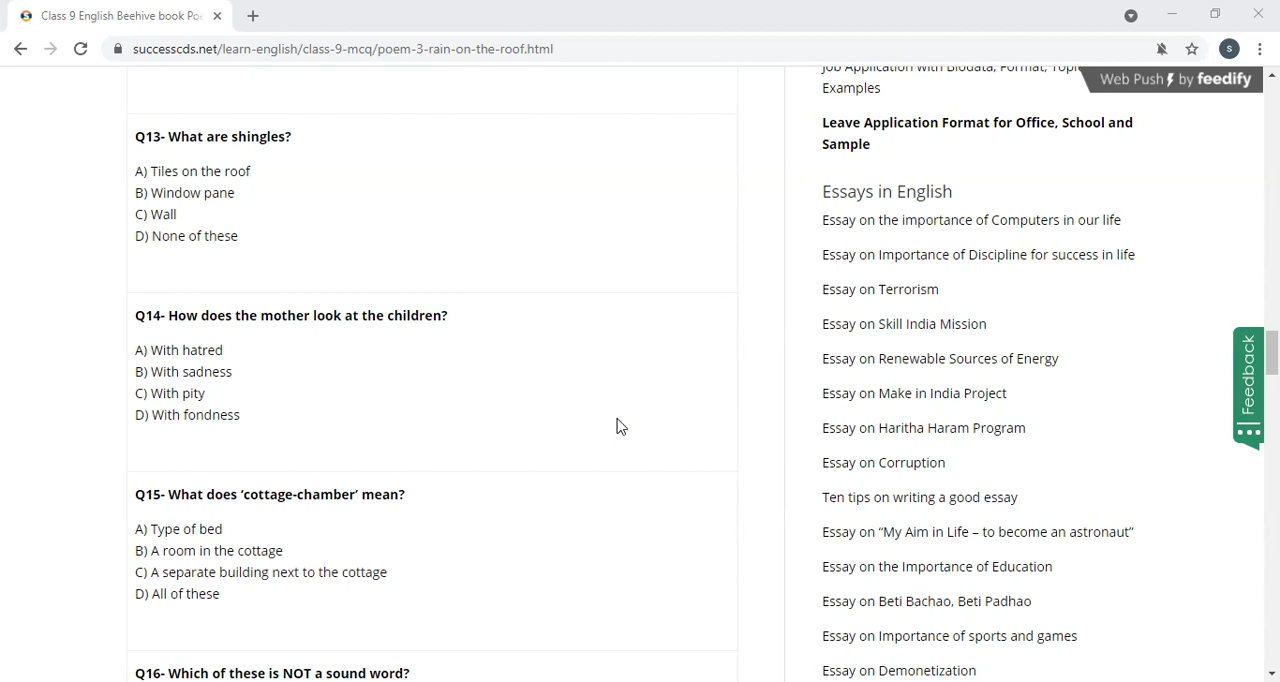 Class 9 English Beehive book Po
successcds.net/learn-english/class-9-mcq/poem-3-rain-on-the-roof.html
S
Web Push by feedify
Q13- What are shingles?
A) Tiles on the roof
B) Window pane
C) Wall
D) None of these
Q14- How does the mother look at the children?
A) With hatred
B) With sadness
C) With pity
D) With fondness
Q15- What does ‘cottage-chamber’ mean?
A) Type of bed
B) A room in the cottage
C) A separate building next to the cottage
D) All of these
Q16- Which of these is NOT a sound word?
Job Application with Biodata, Format,
Examples
Leave Application Format for Office, School and
Sample
Essays in English
Essay on the importance of Computers in our life
Essay on Importance of Discipline for success in life
Essay on Terrorism
Essay on Skill India Mission
Essay on Renewable Sources of Energy
Essay on Make in India Project
Essay on Haritha Haram Program
Essay on Corruption
Ten tips on writing a good essay
Essay on “My Aim in Life – to become an astronaut”
Essay on the Importance of Education
Essay on Beti Bachao, Beti Padhao
Essay on Importance of sports and games
Essay on Demonetization
Feedback